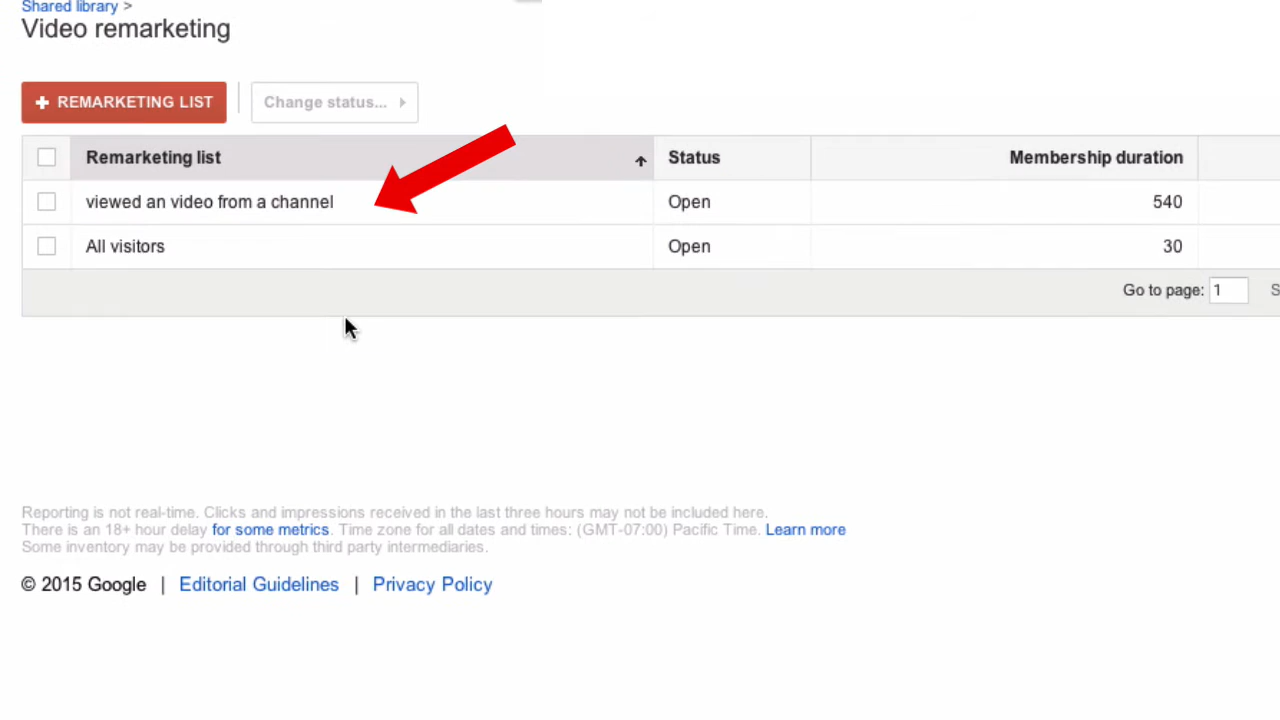 Shared library >
Video remarketing
+ REMARKETING LIST Change status...
Remarketing list Status Membership duration
viewed an video from a channel Open 540
All visitors Open 30
Go to page: 1 S
Reporting is not real-time. Clicks and impressions received in the last three hours may not be included here.
There is an 18+ hour delay for some metrics. Time zone for all dates and times: (GMT-07:00) Pacific Time. Learn more
Some inventory may be provided through third party intermediaries.
© 2015 Google | Editorial Guidelines | Privacy Policy